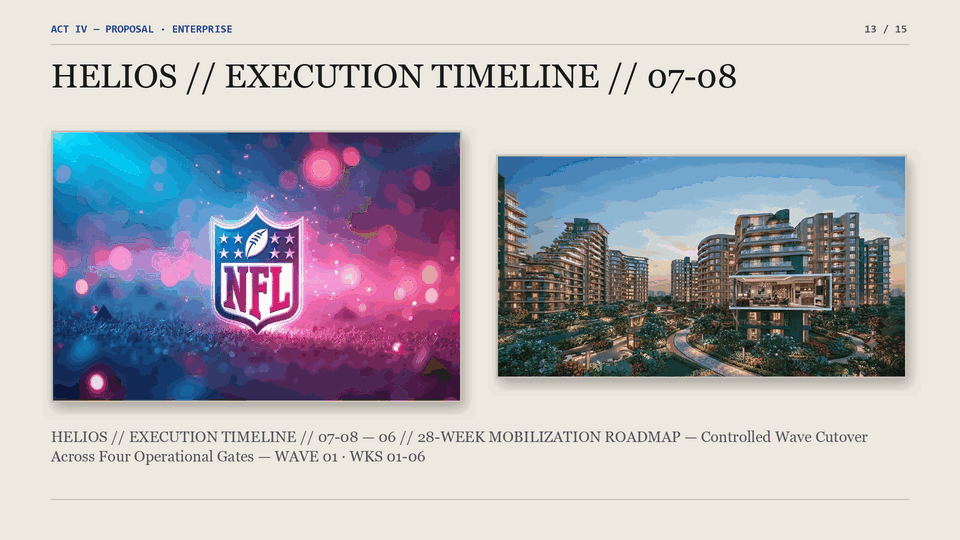 ACT IV — PROPOSAL · ENTERPRISE
13 / 15
HELIOS // EXECUTION TIMELINE // 07-08
NFL
HELIOS // EXECUTION TIMELINE // 07-08 — 06 // 28-WEEK MOBILIZATION ROADMAP — Controlled Wave Cutover
Across Four Operational Gates — WAVE 01 · WKS 01-06